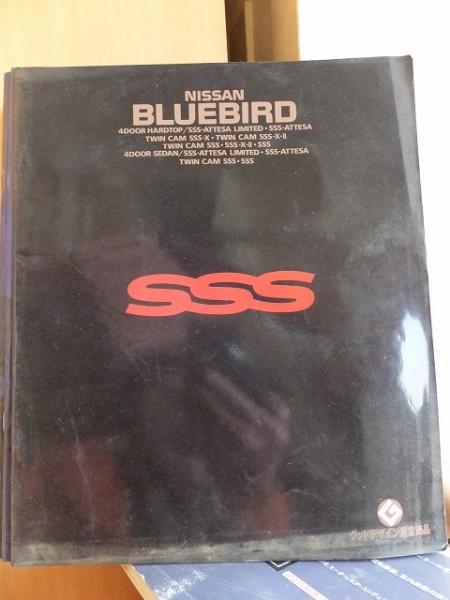 NISSAN
BLUEBIRD
4DOOR HARDTOP/SSS-ATTESA LIMITED・SSS-ATTESA
TWIN CAM SSS-X・TWIN CAM SSS-X-II
TWIN CAM SSS・SSS-X-II・SSS
4DOOR SEDAN/SSS-ATTESA LIMITED・SSS-ATTESA
TWIN CAM SSS・SSS
SSS
G
グッドデザイン選定商品